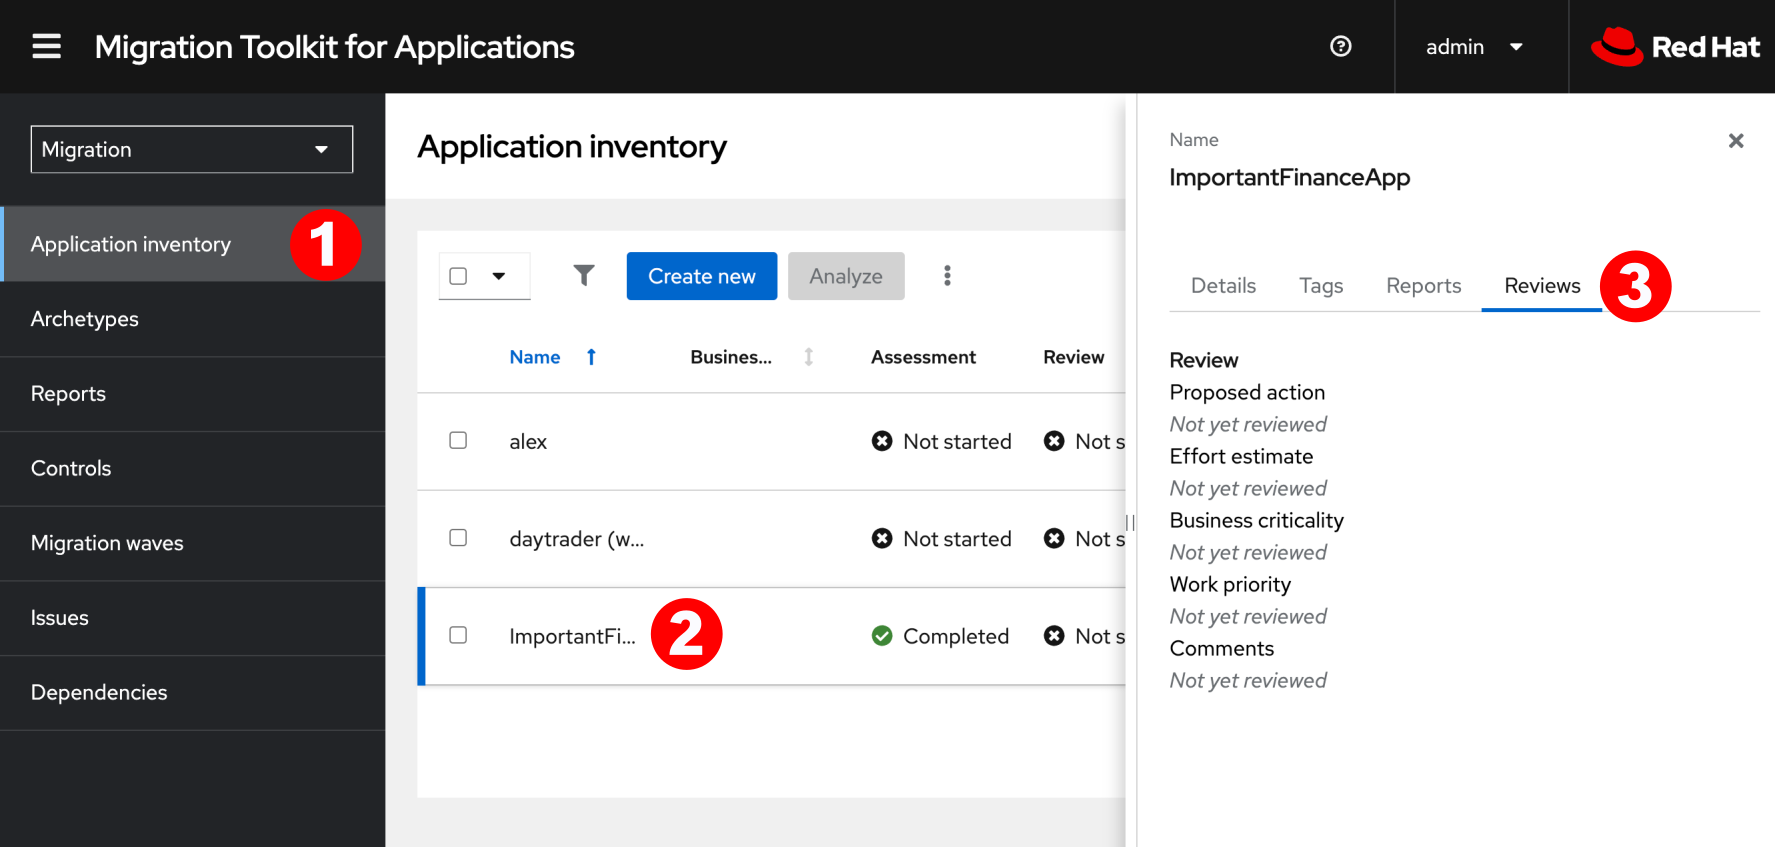 Migration Toolkit for Applications
admin
Red Hat
Migration
Application inventory
1
Archetypes
Reports
Controls
Migration waves
Issues
Dependencies
Application inventory
Create new
Analyze
Name
Busines...
Assessment
Review
alex
Not started
Not s
daytrader (w...
Not started
Not s
ImportantFi...
2
Completed
Not s
Name
ImportantFinanceApp
Details
Tags
Reports
Reviews
3
Review
Proposed action
Not yet reviewed
Effort estimate
Not yet reviewed
Business criticality
Not yet reviewed
Work priority
Not yet reviewed
Comments
Not yet reviewed